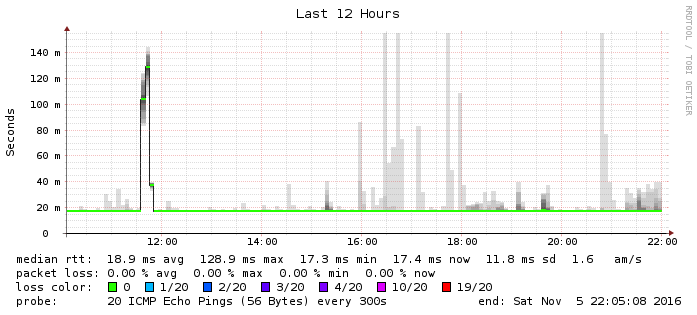 Last 12 Hours
RRDTOOL / TOBI OETIKER
Seconds
140 m
120 m
100 m
80 m
60 m
40 m
20 m
0
12:00 14:00 16:00 18:00 20:00 22:00
median rtt: 18.9 ms avg 128.9 ms max 17.3 ms min 17.4 ms now 11.8 ms sd 1.6 am/s
packet loss: 0.00 % avg 0.00 % max 0.00 % min 0.00 % now
loss color: 0 1/20 2/20 3/20 4/20 10/20 19/20
probe: 20 ICMP Echo Pings (56 Bytes) every 300s end: Sat Nov 5 22:05:08 2016